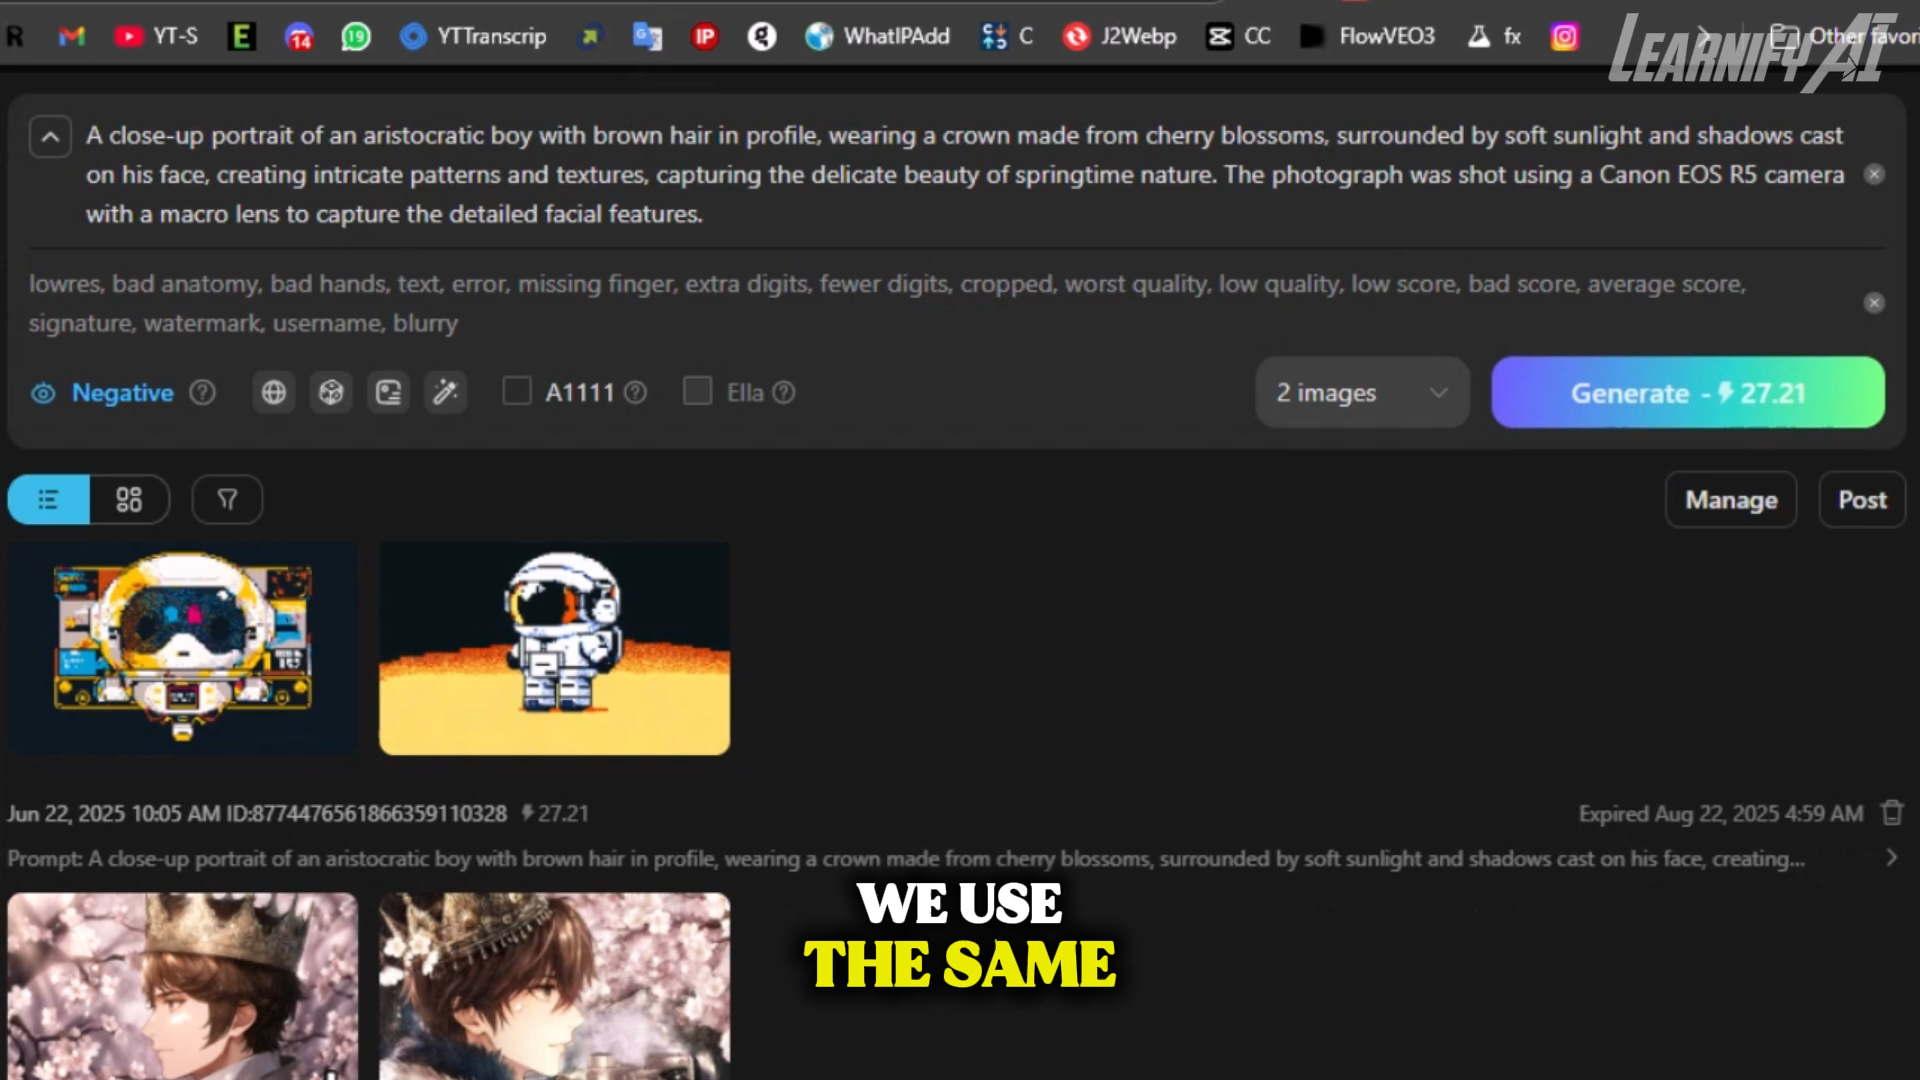 YT-S
E
14
19
YTTranscrip
IP
WhatIPAdd
C
J2Webp
CC
FlowVEO3
fx
Other favori
LEARNIFY AI
A close-up portrait of an aristocratic boy with brown hair in profile, wearing a crown made from cherry blossoms, surrounded by soft sunlight and shadows cast
on his face, creating intricate patterns and textures, capturing the delicate beauty of springtime nature. The photograph was shot using a Canon EOS R5 camera
with a macro lens to capture the detailed facial features.
lowres, bad anatomy, bad hands, text, error, missing finger, extra digits, fewer digits, cropped, worst quality, low quality, low score, bad score, average score,
signature, watermark, username, blurry
Negative
A1111
Ella
2 images
Generate - 27.21
Manage
Post
Jun 22, 2025 10:05 AM ID:877447656186635911​0328 27.21
Expired Aug 22, 2025 4:59 AM
Prompt: A close-up portrait of an aristocratic boy with brown hair in profile, wearing a crown made from cherry blossoms, surrounded by soft sunlight and shadows cast on his face, creating...
WE USE
THE SAME